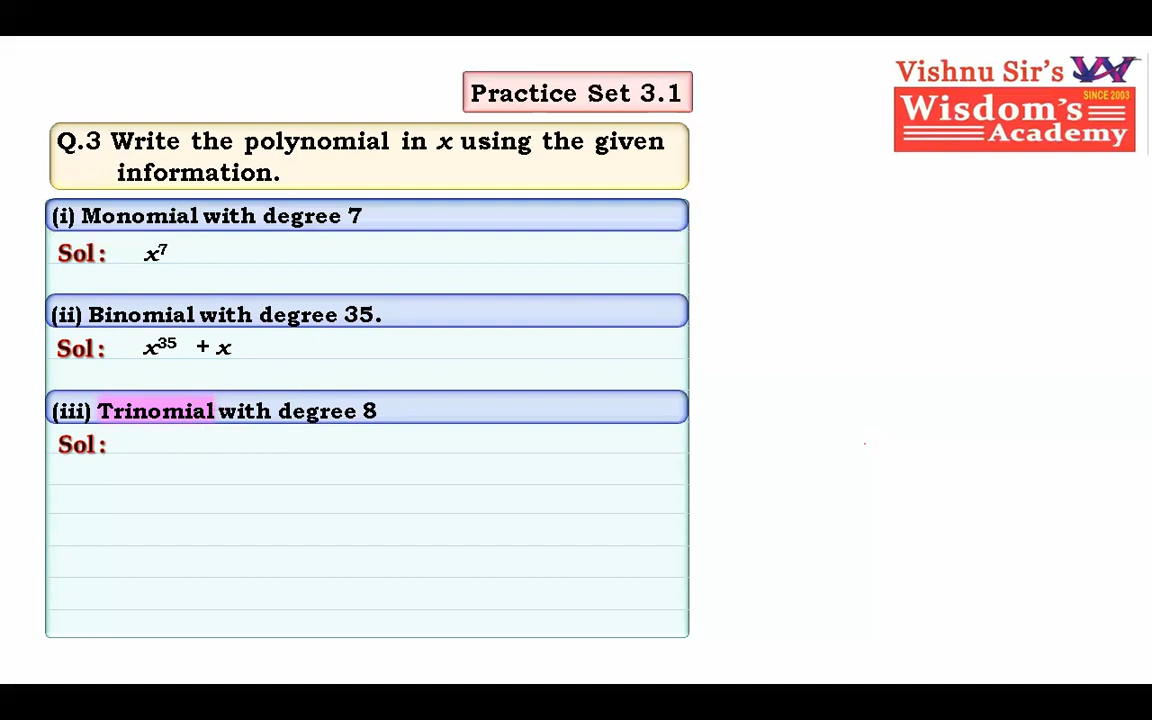 Vishnu Sir's
SINCE 2003
Wisdom's
Academy
Practice Set 3.1
Q.3 Write the polynomial in x using the given
information.
(i) Monomial with degree 7
Sol : x⁷
(ii) Binomial with degree 35.
Sol : x³⁵ + x
(iii) Trinomial with degree 8
Sol :